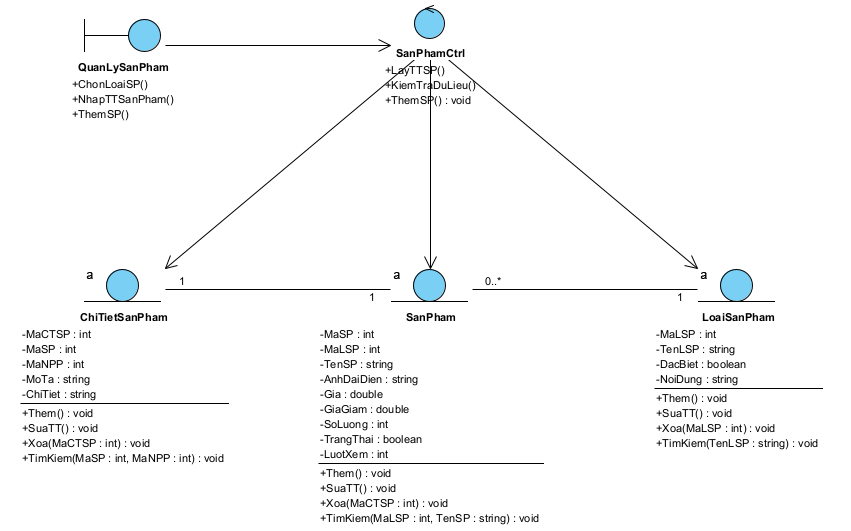 QuanLySanPham
+ChonLoaiSP()
+NhapTTSanPham()
+ThemSP()
SanPhamCtrl
+LayTTSP()
+KiemTraDuLieu()
+ThemSP() : void
a
1
1
a
0..*
1
a
ChiTietSanPham
-MaCTSP : int
-MaSP : int
-MaNPP : int
-MoTa : string
-ChiTiet : string
+Them() : void
+SuaTT() : void
+Xoa(MaCTSP : int) : void
+TimKiem(MaSP : int, MaNPP : int) : void
SanPham
-MaSP : int
-MaLSP : int
-TenSP : string
-AnhDaiDien : string
-Gia : double
-GiaGiam : double
-SoLuong : int
-TrangThai : boolean
-LuotXem : int
+Them() : void
+SuaTT() : void
+Xoa(MaCTSP : int) : void
+TimKiem(MaLSP : int, TenSP : string) : void
LoaiSanPham
-MaLSP : int
-TenLSP : string
-DacBiet : boolean
-NoiDung : string
+Them() : void
+SuaTT() : void
+Xoa(MaLSP : int) : void
+TimKiem(TenLSP : string) : void